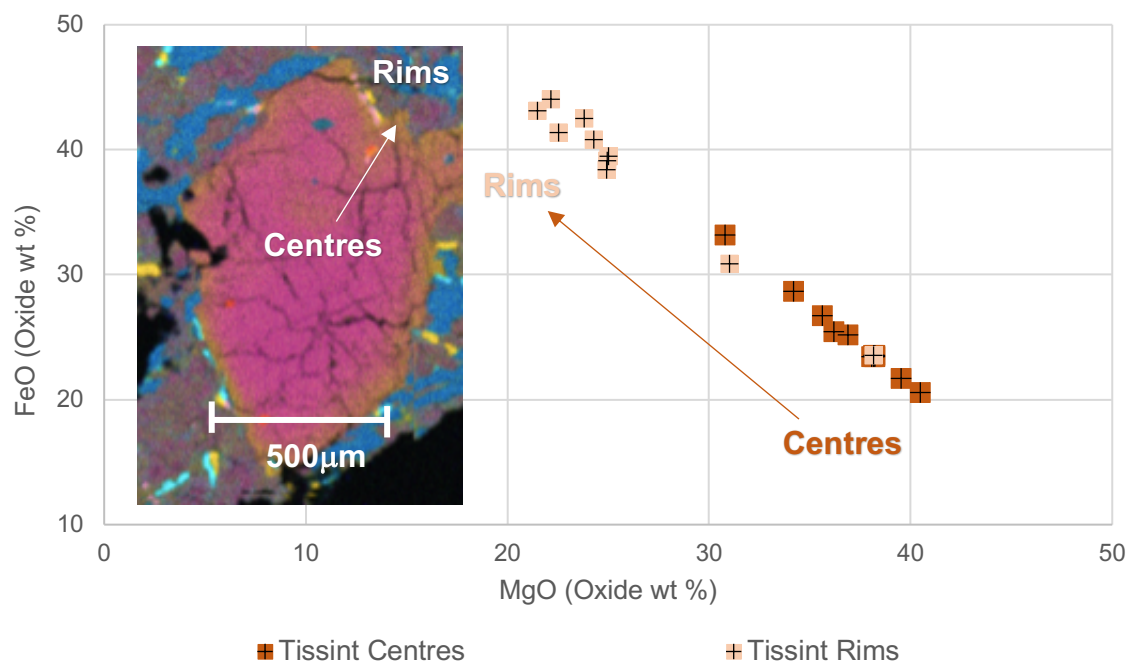 50
40
30
20
10
FeO (Oxide wt %)
Rims
Centres
500μm
Rims
Centres
0
10
20
30
40
50
MgO (Oxide wt %)
Tissint Centres
Tissint Rims